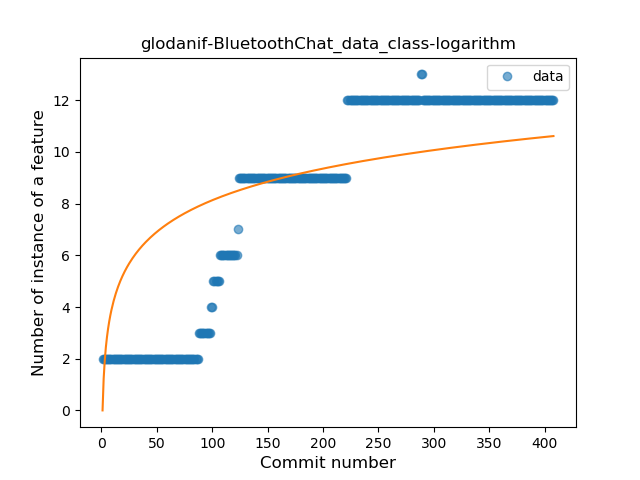 glodanif-BluetoothChat_data_class-logarithm
data
Number of instance of a feature
12
10
8
6
4
2
0
0 50 100 150 200 250 300 350 400
Commit number